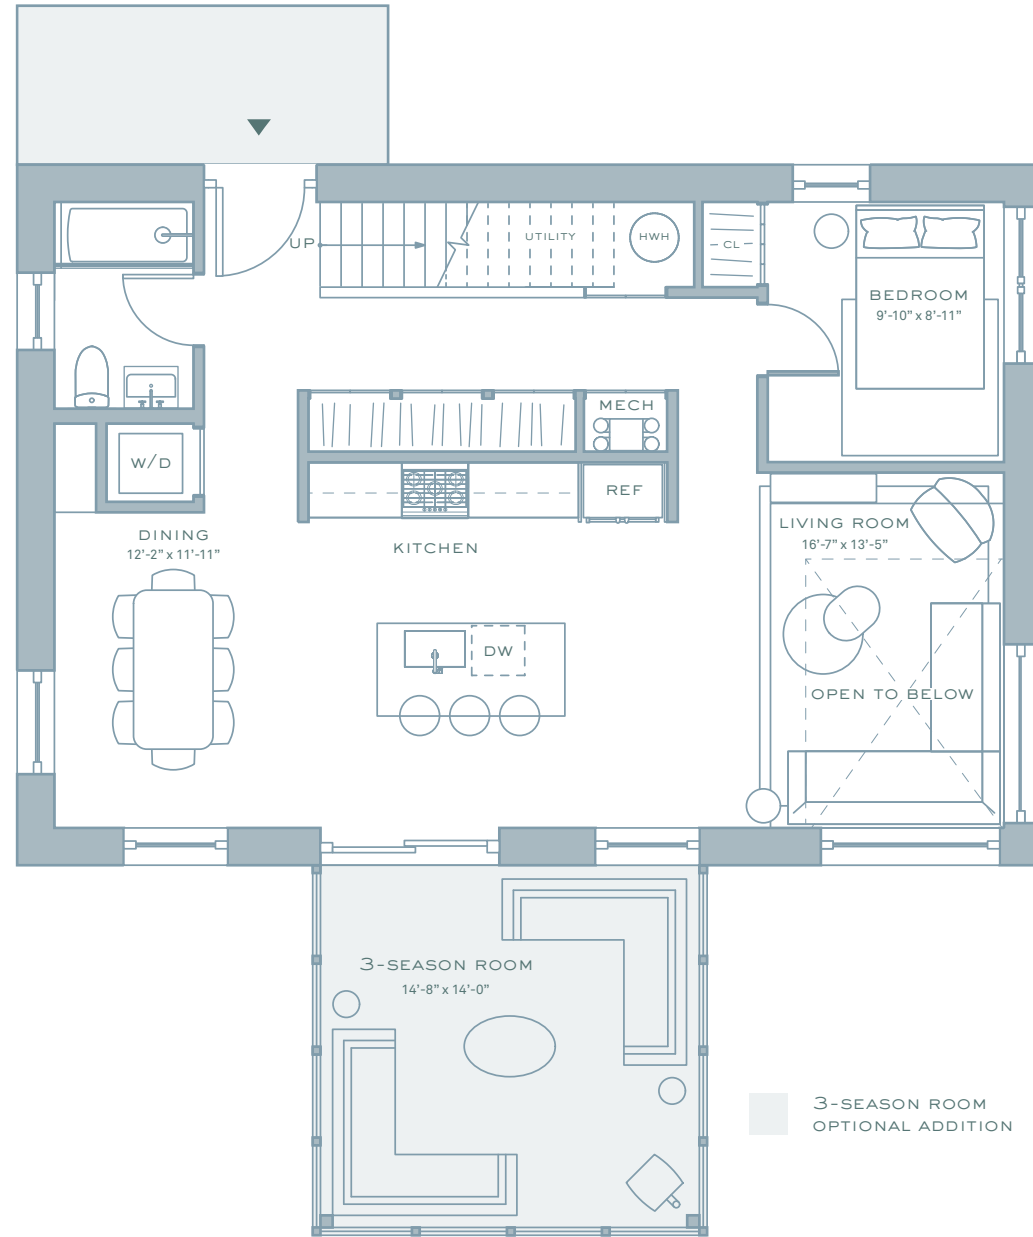 UP
UTILITY
HWH
CL
BEDROOM
9'-10" x 8'-11"
MECH
W/D
REF
DINING
12'-2" x 11'-11"
KITCHEN
LIVING ROOM
16'-7" x 13'-5"
DW
OPEN TO BELOW
3-SEASON ROOM
14'-8" x 14'-0"
3-SEASON ROOM
OPTIONAL ADDITION